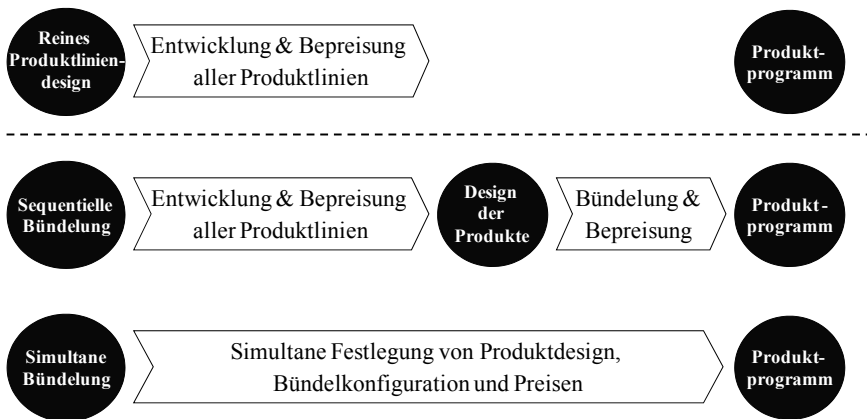 Reines
Produktlinien-
design
Entwicklung & Bepreisung
aller Produktlinien
Produkt-
programm
Sequentielle
Bündelung
Entwicklung & Bepreisung
aller Produktlinien
Design
der
Produkte
Bündelung &
Bepreisung
Produkt-
programm
Simultane
Bündelung
Simultane Festlegung von Produktdesign,
Bündelkonfiguration und Preisen
Produkt-
programm